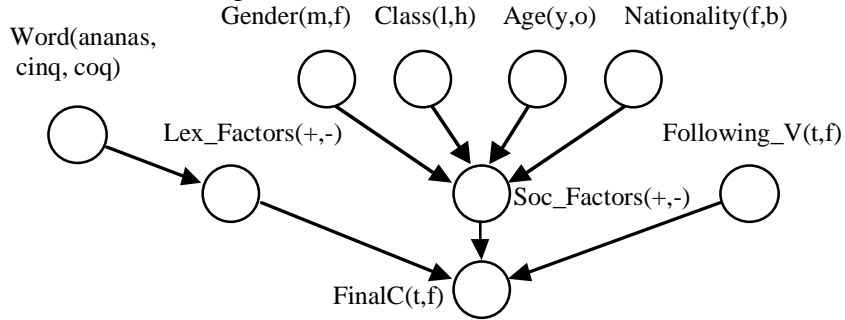 Gender(m,f) Class(l,h) Age(y,o) Nationality(f,b)
Word(ananas,
cinq, coq)
Lex_Factors(+,-)
Following_V(t,f)
Soc_Factors(+,-)
FinalC(t,f)